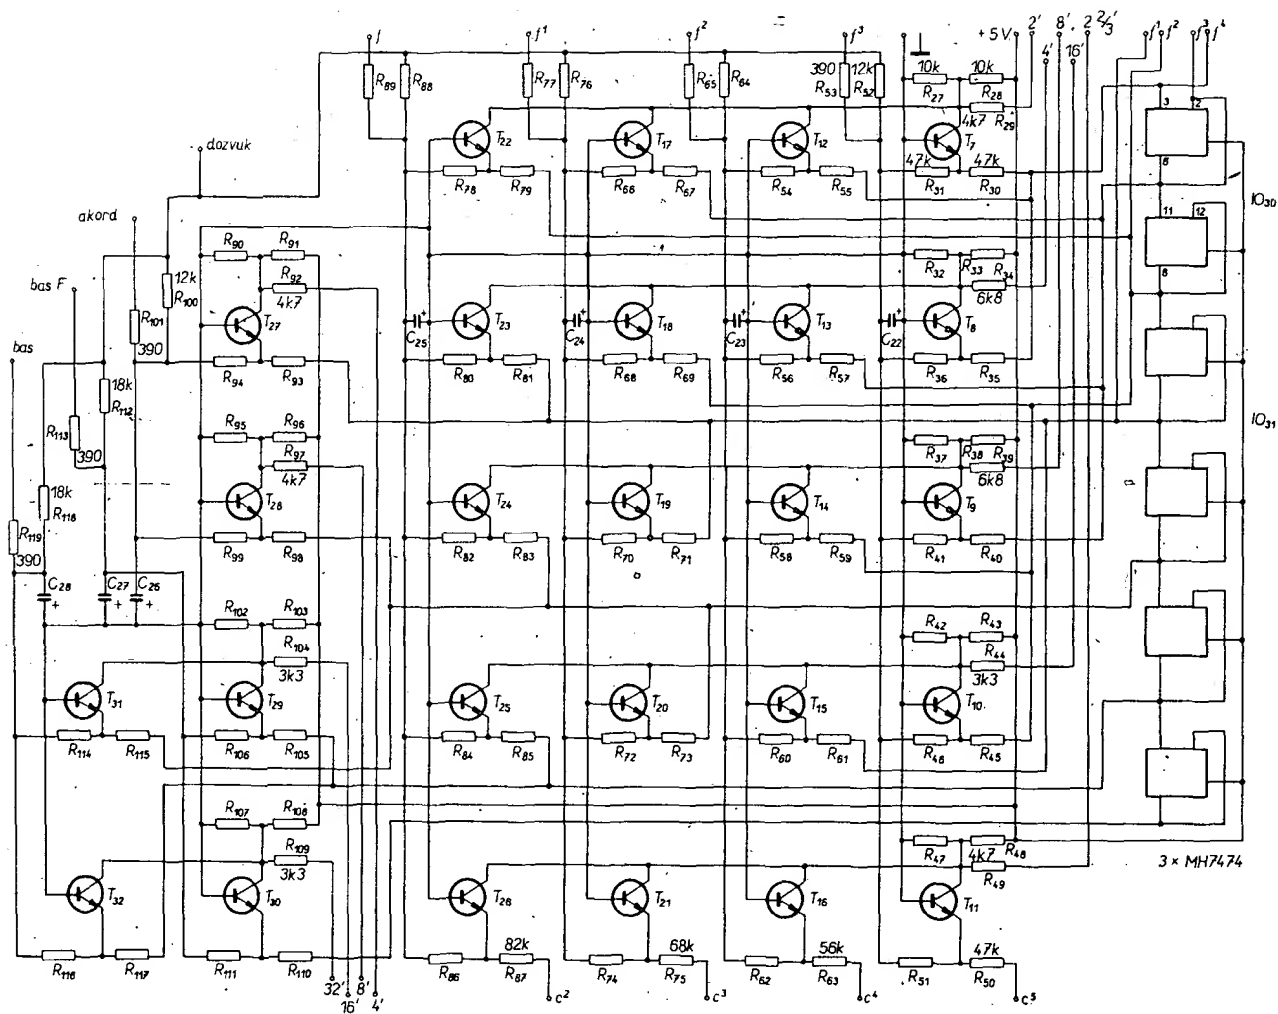 f f¹ f² f³ +5V 2' 8' 2 2/3' f¹ f² f³ f⁴
4' 16'
R89 R88 R77 R76 R65 R64 390 12k 10k 10k
R53 R52 R27 R28
3 2
4k7 R29
dozvuk T22 T17 T12 T7
6
47k 47k
R78 R79 R66 R67 R54 R55 R31 R30
IO30
akord
11 12
R90 R91 R32 R33 R34
6
bas F 12k R100 R92 4k7 6k8
R101 390 T27 C25 + T23 C24 + T18 C23 + T13 C22 + T8
bas
R94 R93 R80 R81 R68 R69 R56 R57 R36 R35
18k R112
R113 390 R95 R96 R37 R38 R39
IO31
R97 4k7 6k8
18k R118 T28 T24 T19 T14 T9
R119 390 R99 R98 R82 R83 R70 R71 R58 R59 R41 R40
C28 + C27 + C26 +
R102 R103 R42 R43
R104 3k3 R44 3k3
T31 T29 T25 T20 T15 T10
R114 R115 R106 R105 R84 R85 R72 R73 R60 R61 R46 R45
R107 R108
R109 3k3 R47 4k7 R48
R49
3 × MH7474
T32 T30 T26 T21 T16 T11
82k 68k 56k 47k
R116 R117 R111 R110 R86 R87 R74 R75 R62 R63 R51 R50
32' 8'
16' 4' c² c³ c⁴ c⁵